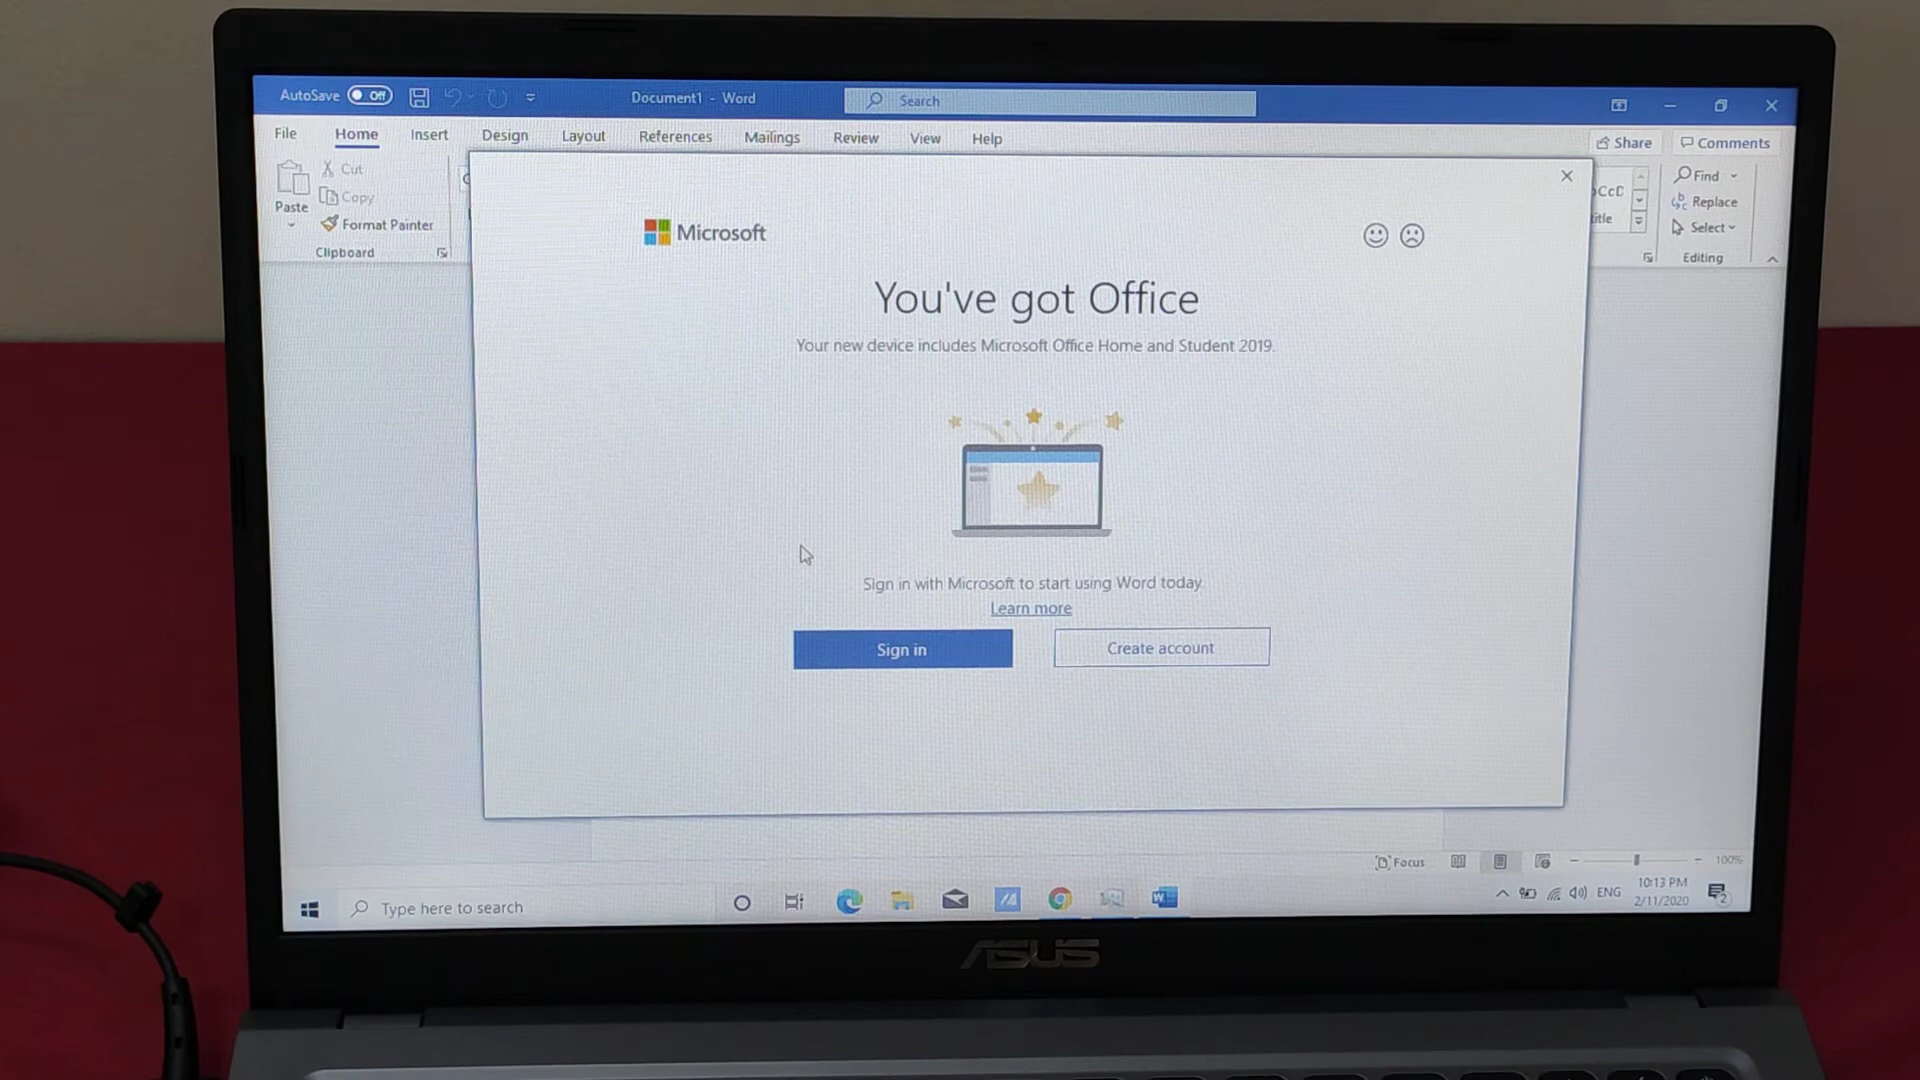 AutoSave Off Document1 - Word Search
File Home Insert Design Layout References Mailings Review View Help Share Comments
Paste Cut
Copy
Format Painter
Clipboard
Find
Replace
Select
Editing
Microsoft
You've got Office
Your new device includes Microsoft Office Home and Student 2019.
Sign in with Microsoft to start using Word today.
Learn more
Sign in Create account
Focus 100%
Type here to search
ENG 10:13 PM
2/11/2020
2
ASUS